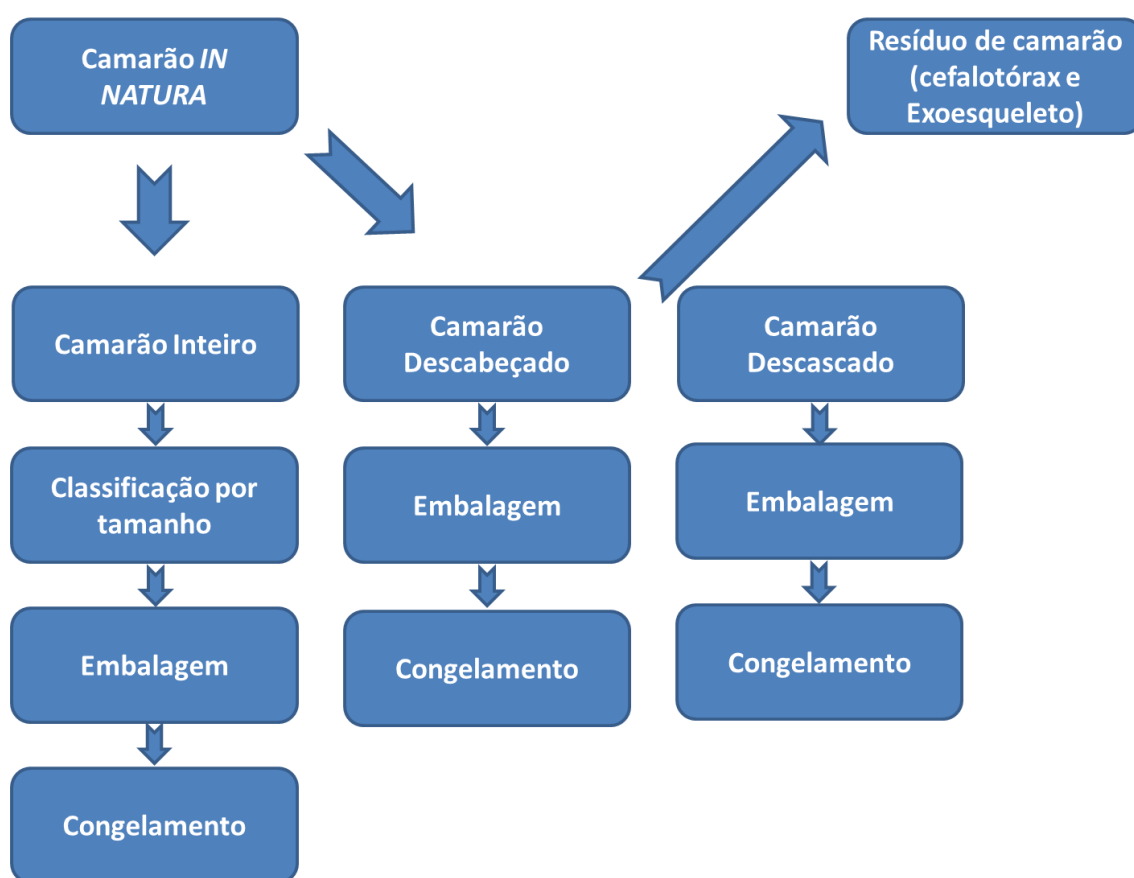 Camarão IN
NATURA
Resíduo de camarão
(cefalotórax e
Exoesqueleto)
Camarão Inteiro
Camarão
Descabeçado
Camarão
Descascado
Classificação por
tamanho
Embalagem
Embalagem
Embalagem
Congelamento
Congelamento
Congelamento